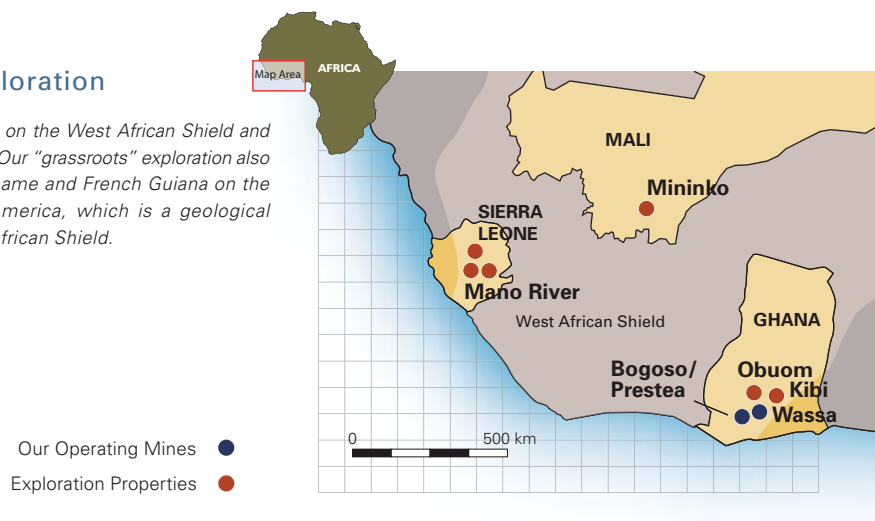 loration
on the West African Shield and
Our “grassroots” exploration also
ame and French Guiana on the
merica, which is a geological
frican Shield.
Map Area
AFRICA
MALI
Mininko
SIERRA
LEONE
Mano River
West African Shield
GHANA
Bogoso/
Prestea
Obuom
Kibi
Wassa
0 500 km
Our Operating Mines
Exploration Properties